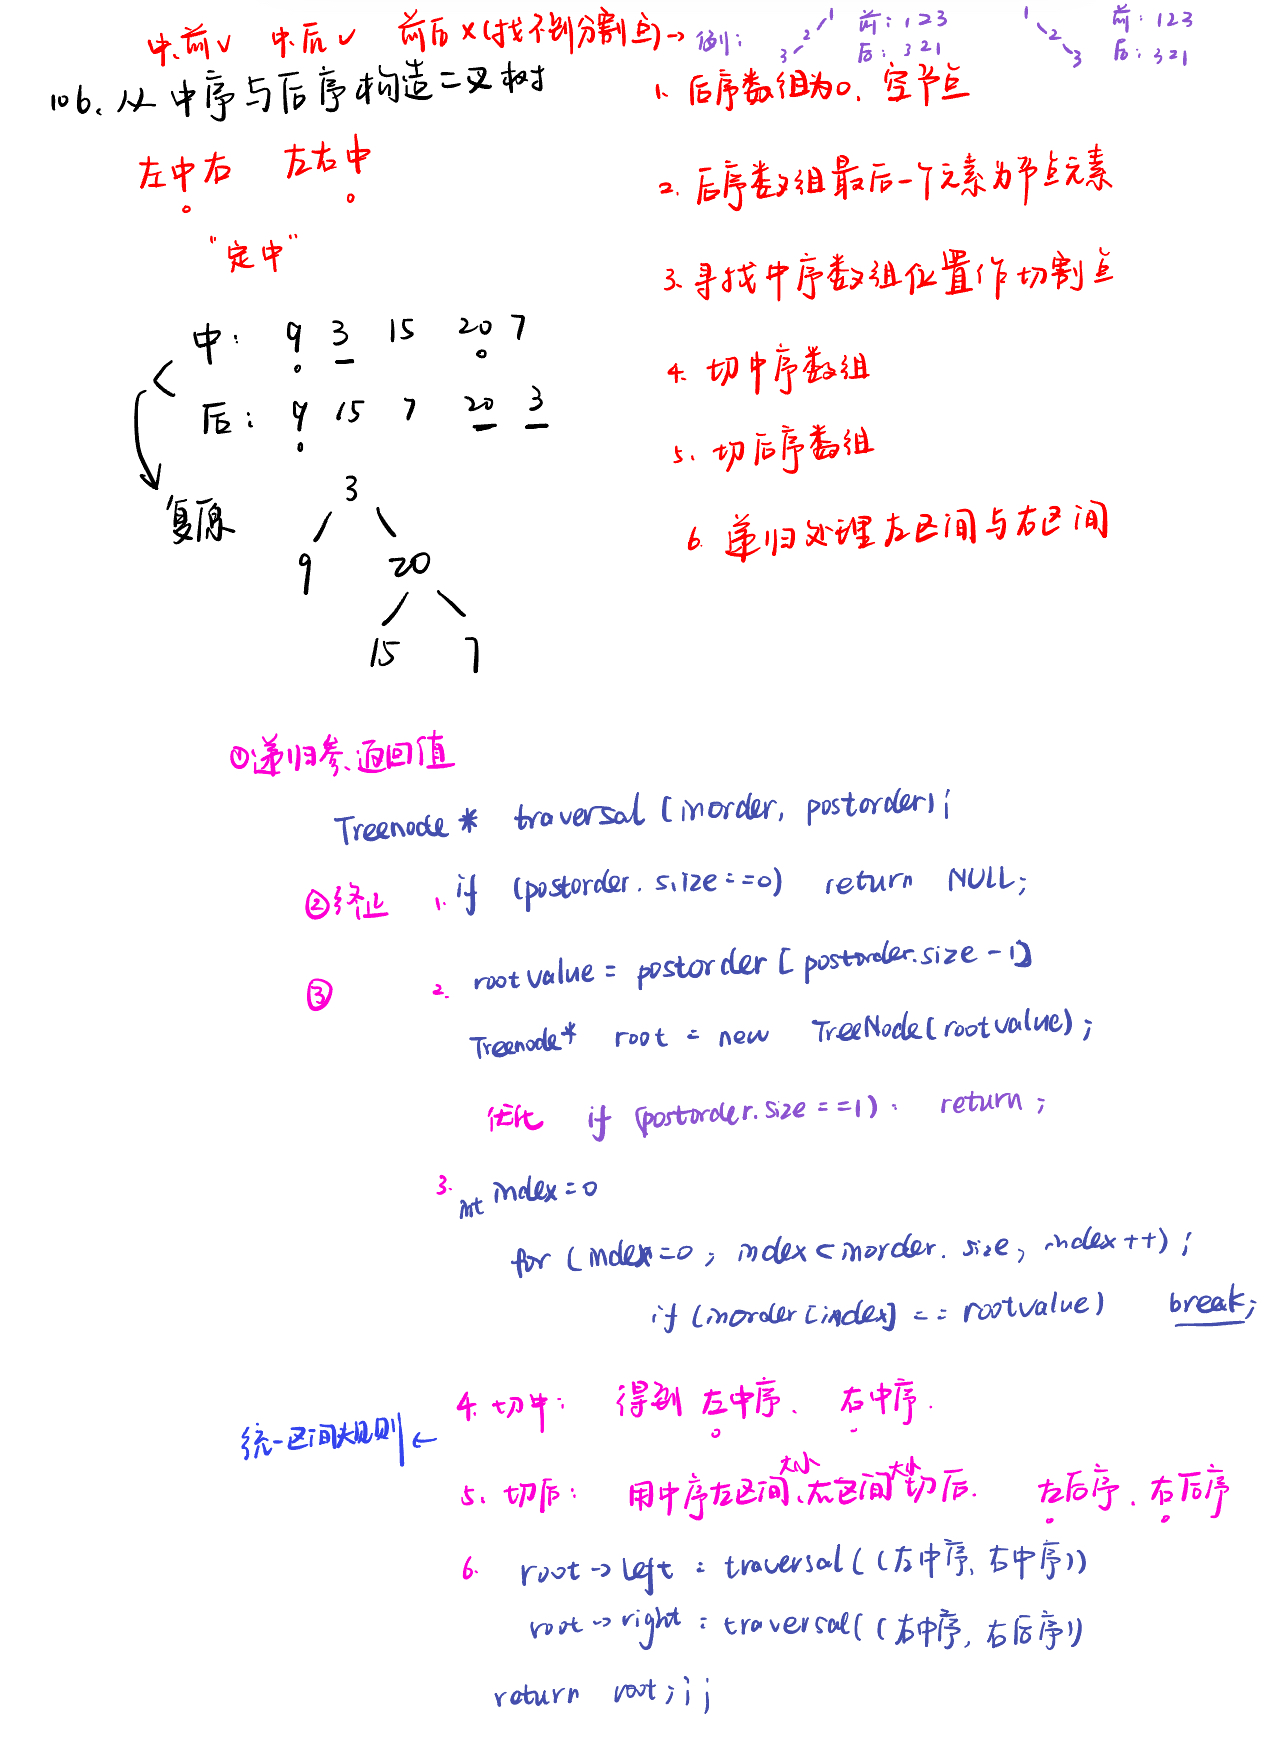 中、前√ 中后√ 前后×(找不到分割点)→ 例:
1 2 3 前:123 后:321
1 2 3 前:123 后:321
106.从中序与后序构造二叉树
左中右 左右中
"定中"
中: 9 3 15 20 7
后: 9 15 7 20 3
复原
3
9 20
15 7
1、后序数组为0,空节点
2.后序数组最后一个元素为节点元素
3.寻找中序数组位置作切割点
4.切中序数组
5、切后序数组
6.递归处理左区间与右区间
①递归参、返回值
Treenode* traversal(inorder, postorder);
②终止 1. if (postorder.size==0) return NULL;
③ 2. rootvalue = postorder[postorder.size-1]
Treenode* root = new TreeNode(rootvalue);
优化 if (postorder.size==1): return;
3. int index=0
for (index=0; index<inorder.size; index++);
if (inorder[index] == rootvalue) break;
4.切中: 得到左中序、右中序.
统一区间大规则 ←
5、切后: 用中序左区间大小、右区间大小切后. 左后序、右后序
6. root→left = traversal((左中序,右中序))
root→right = traversal((右中序,右后序))
return root;;;